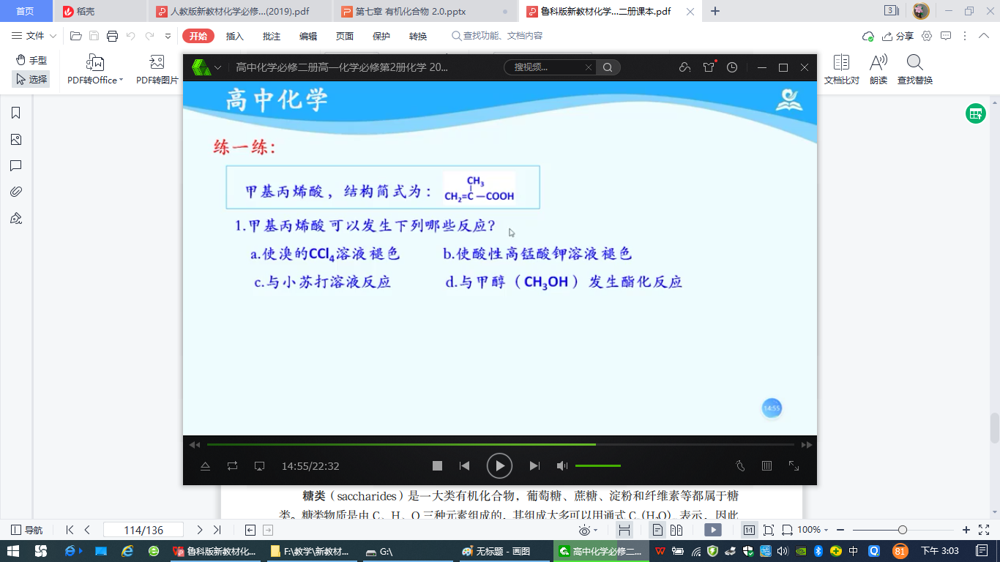 首页
稻壳
人教版新教材化学必修...(2019).pdf
第七章 有机化合物 2.0.pptx
鲁科版新教材化学...二册课本.pdf
3
文件
开始
插入
批注
编辑
页面
保护
转换
查找功能、文档内容
分享
手型
选择
PDF转Office
PDF转图片
文档比对
朗读
查找替换
高中化学必修二册高一化学必修第2册化学 20...
搜视频...
高中化学
练一练：
甲基丙烯酸，结构简式为：
CH₃
CH₂=C —COOH
1.甲基丙烯酸可以发生下列哪些反应？
a.使溴的CCl₄溶液褪色
b.使酸性高锰酸钾溶液褪色
c.与小苏打溶液反应
d.与甲醇（CH₃OH） 发生酯化反应
14:55
14:55/22:32
糖类（saccharides）是一大类有机化合物，葡萄糖、蔗糖、淀粉和纤维素等都属于糖
类。糖类物质是由 C、H、O 三种元素组成的，其组成大多可以用通式 C (H₂O) 表示，因此
导航
114/136
1:1
100%
鲁科版新教材化...
F:\教学\新教材...
G:\
无标题 - 画图
高中化学必修二...
中
81
下午 3:03